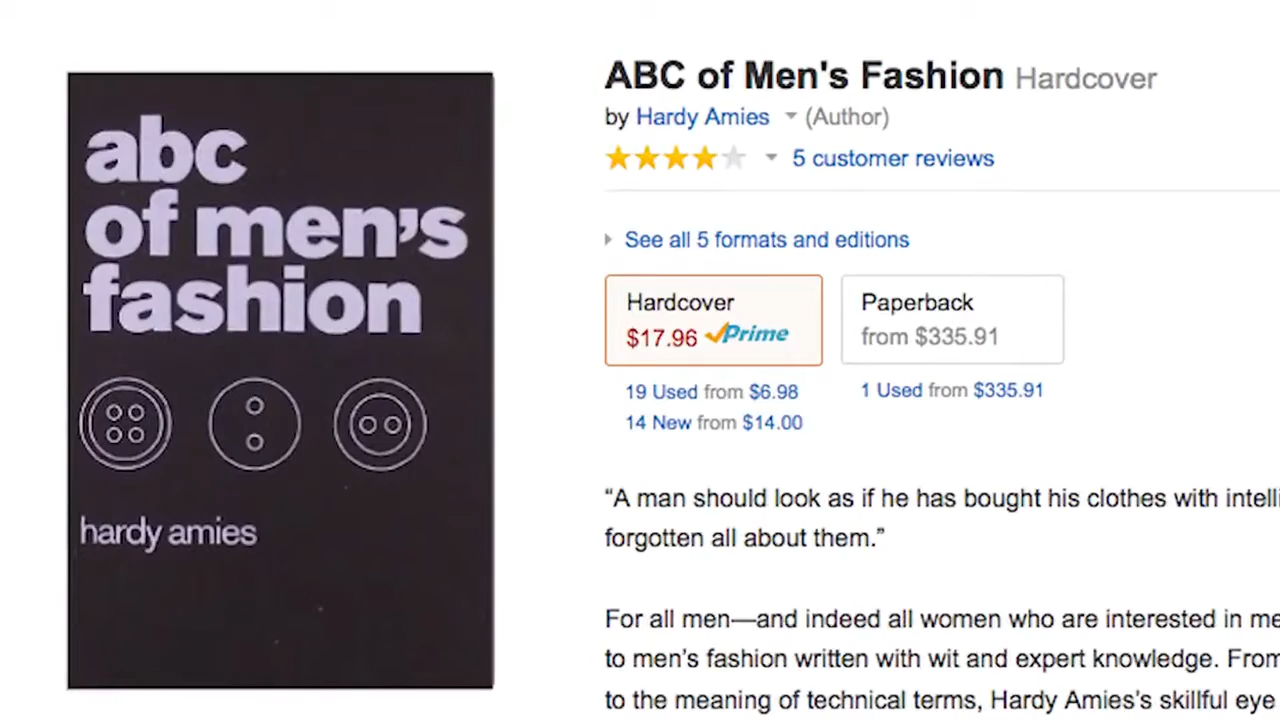 abc
of men's
fashion
hardy amies
ABC of Men's Fashion Hardcover
by Hardy Amies (Author)
5 customer reviews
See all 5 formats and editions
Hardcover
$17.96 Prime
19 Used from $6.98
14 New from $14.00
Paperback
from $335.91
1 Used from $335.91
“A man should look as if he has bought his clothes with
forgotten all about them.”
For all men—and indeed all women who are interested in
to men’s fashion written with wit and expert knowledge. From
to the meaning of technical terms, Hardy Amies's skillful eye